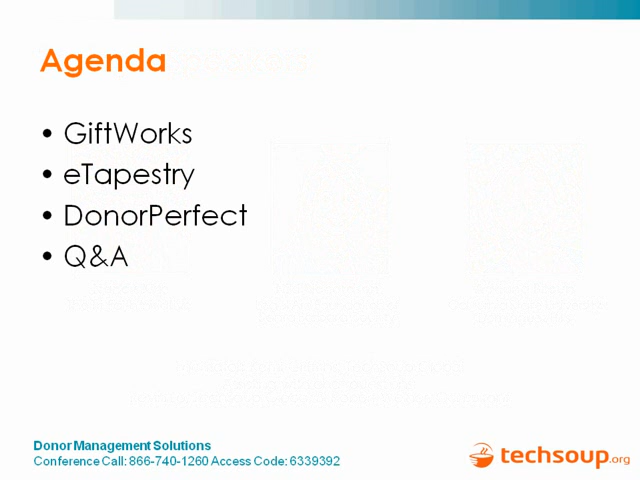 Agenda
• GiftWorks
• eTapestry
• DonorPerfect
• Q&A
Donor Management Solutions
Conference Call: 866-740-1260 Access Code: 6339392
techsoup.org